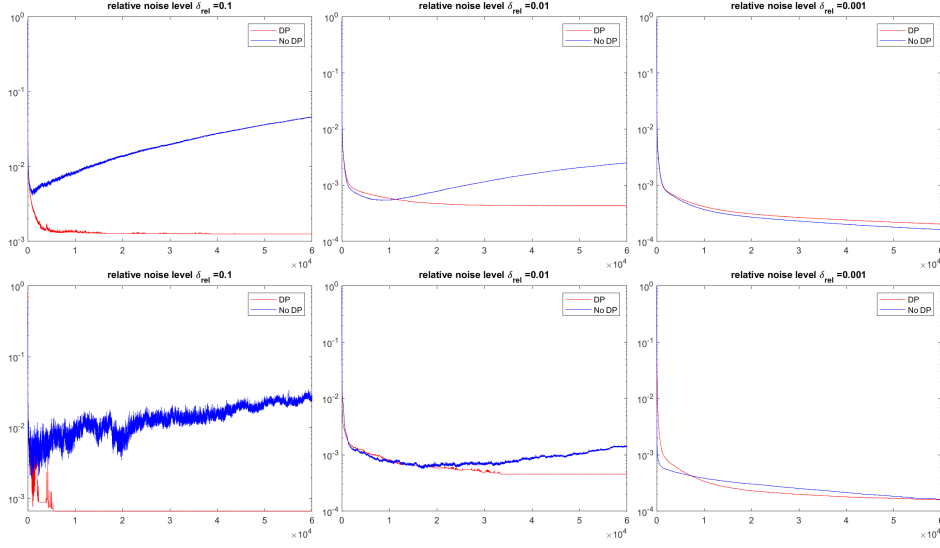 relative noise level δrel =0.1
10^0
10^-1
10^-2
10^-3
DP
No DP
0 1 2 3 4 5 6
×10^4
relative noise level δrel =0.01
10^0
10^-1
10^-2
10^-3
10^-4
DP
No DP
0 1 2 3 4 5 6
×10^4
relative noise level δrel =0.001
10^0
10^-1
10^-2
10^-3
10^-4
DP
No DP
0 1 2 3 4 5 6
×10^4
relative noise level δrel =0.1
10^0
10^-1
10^-2
10^-3
DP
No DP
0 1 2 3 4 5 6
×10^4
relative noise level δrel =0.01
10^0
10^-1
10^-2
10^-3
10^-4
DP
No DP
0 1 2 3 4 5 6
×10^4
relative noise level δrel =0.001
10^0
10^-1
10^-2
10^-3
10^-4
DP
No DP
0 1 2 3 4 5 6
×10^4